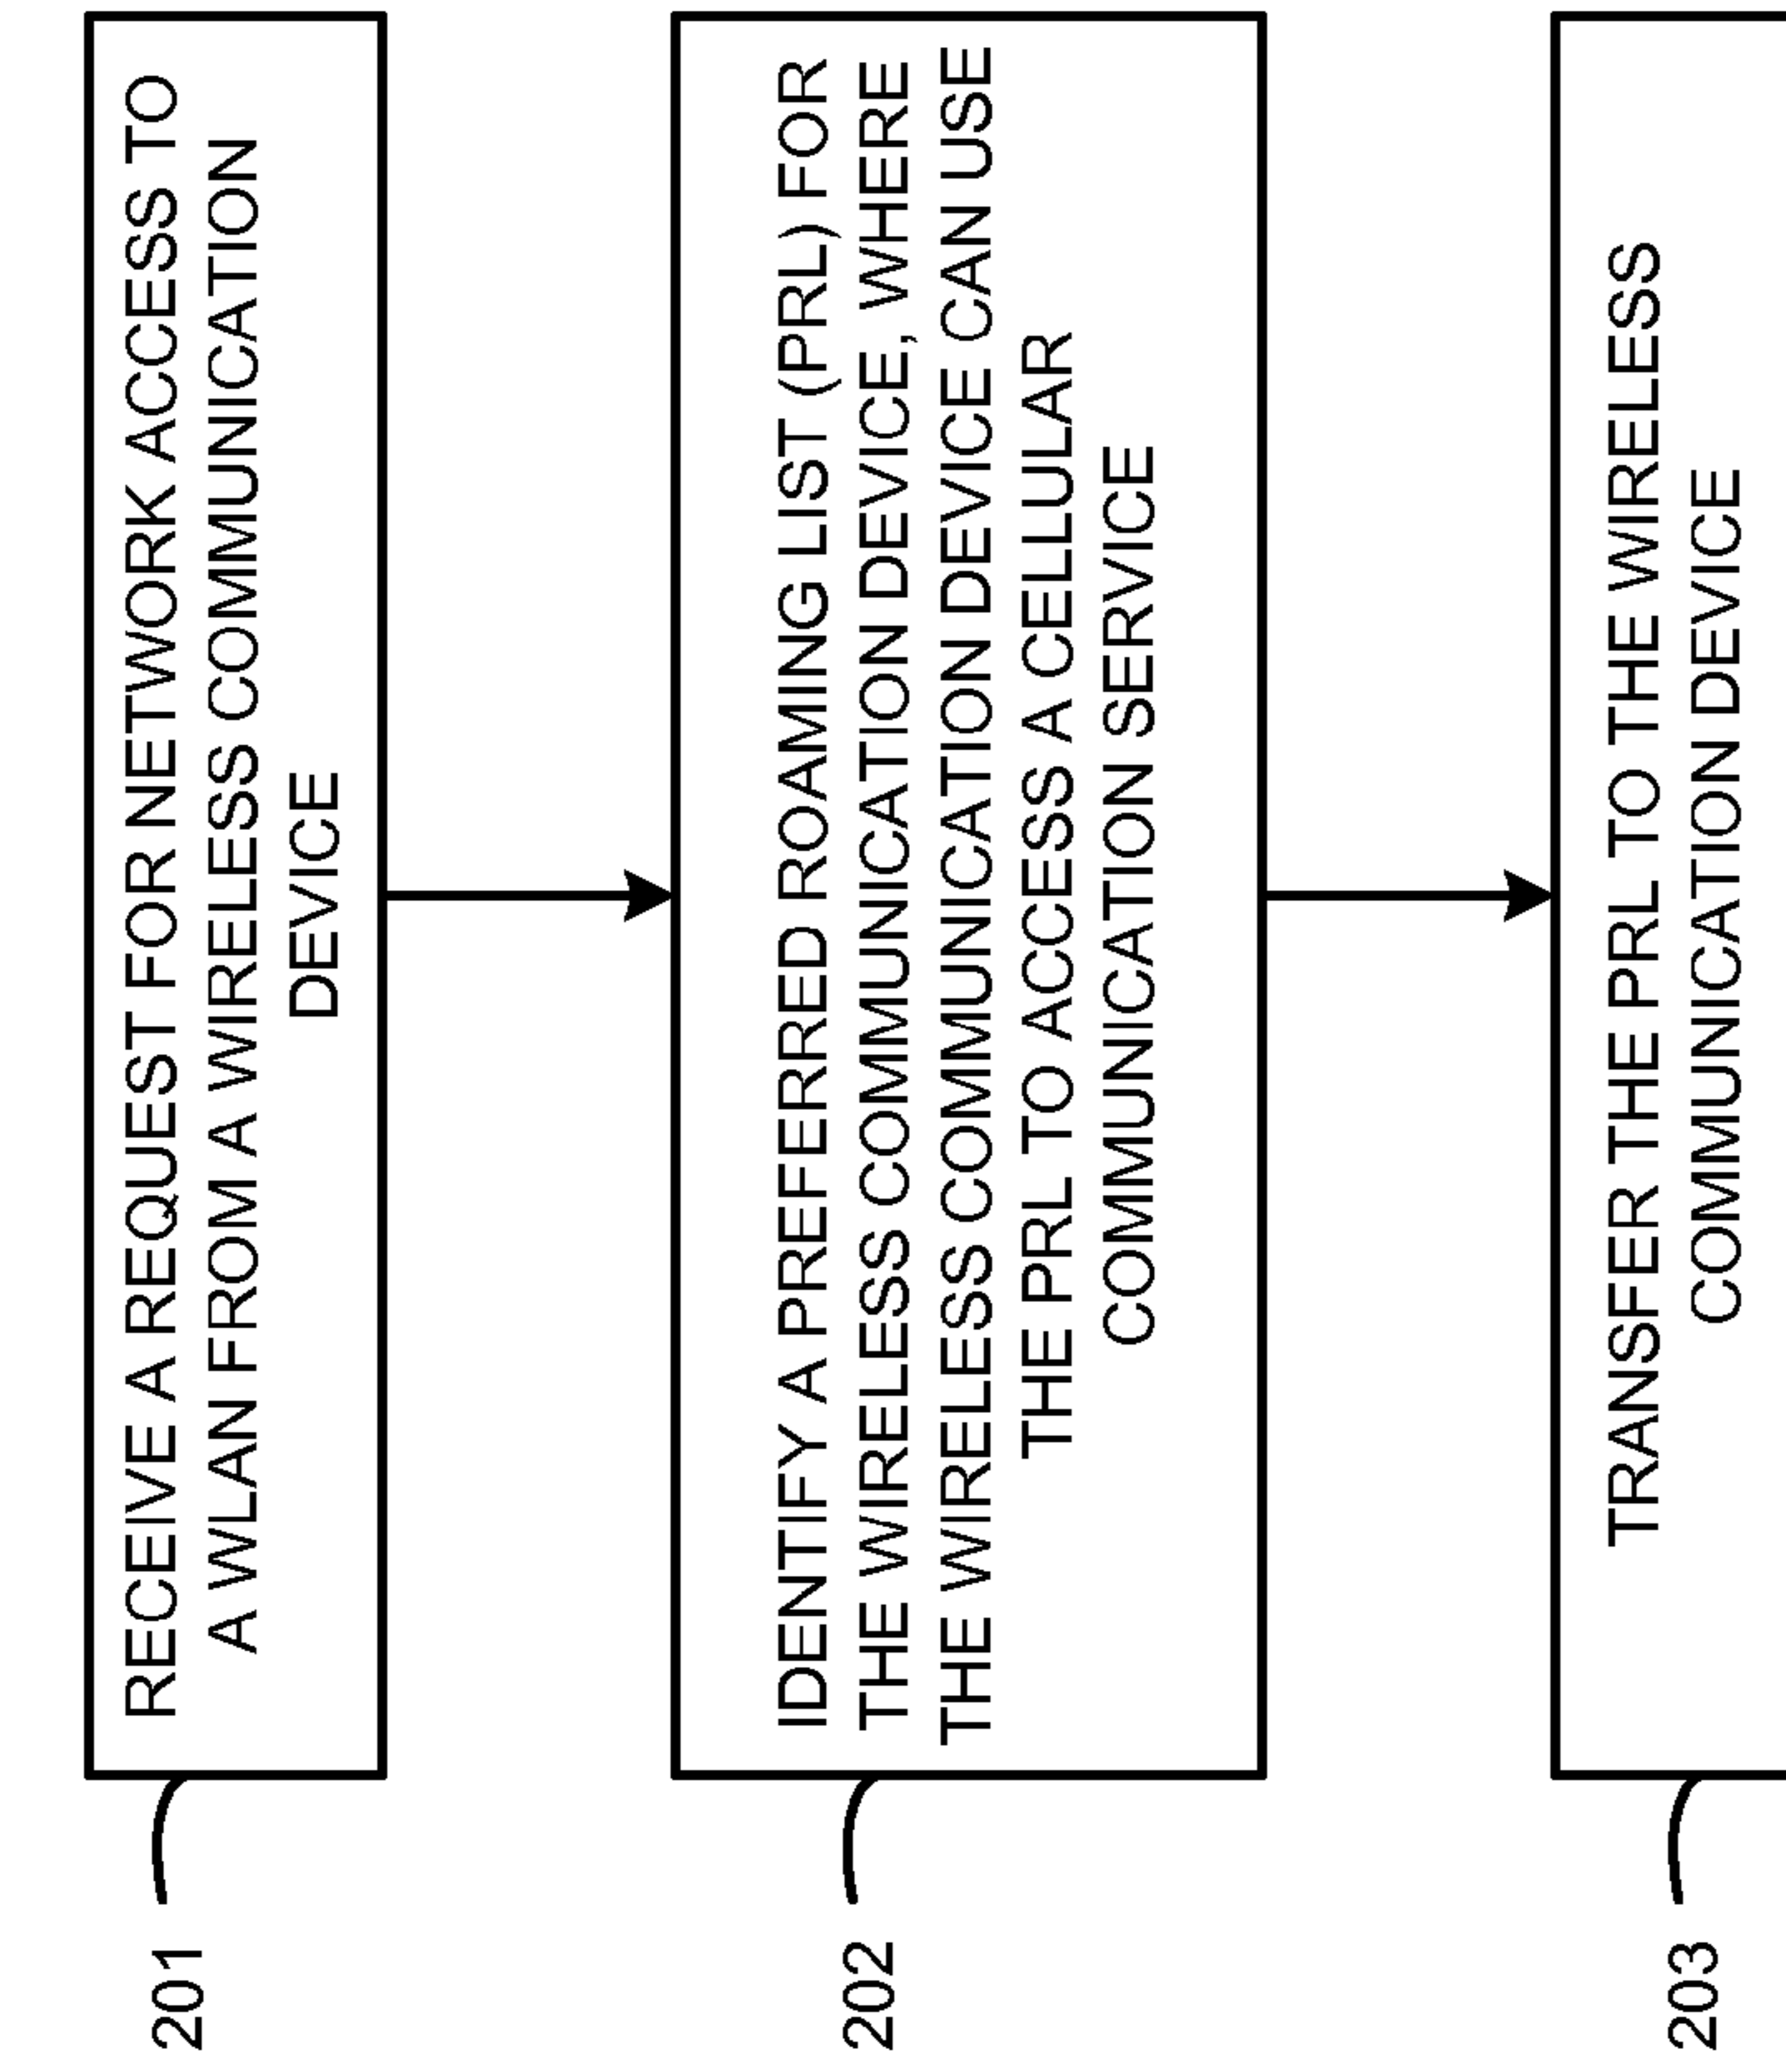 201
RECEIVE A REQUEST FOR NETWORK ACCESS TO
A WLAN FROM A WIRELESS COMMUNICATION
DEVICE
202
IDENTIFY A PREFERRED ROAMING LIST (PRL) FOR
THE WIRELESS COMMUNICATION DEVICE, WHERE
THE WIRELESS COMMUNICATION DEVICE CAN USE
THE PRL TO ACCESS A CELLULAR
COMMUNICATION SERVICE
203
TRANSFER THE PRL TO THE WIRELESS
COMMUNICATION DEVICE